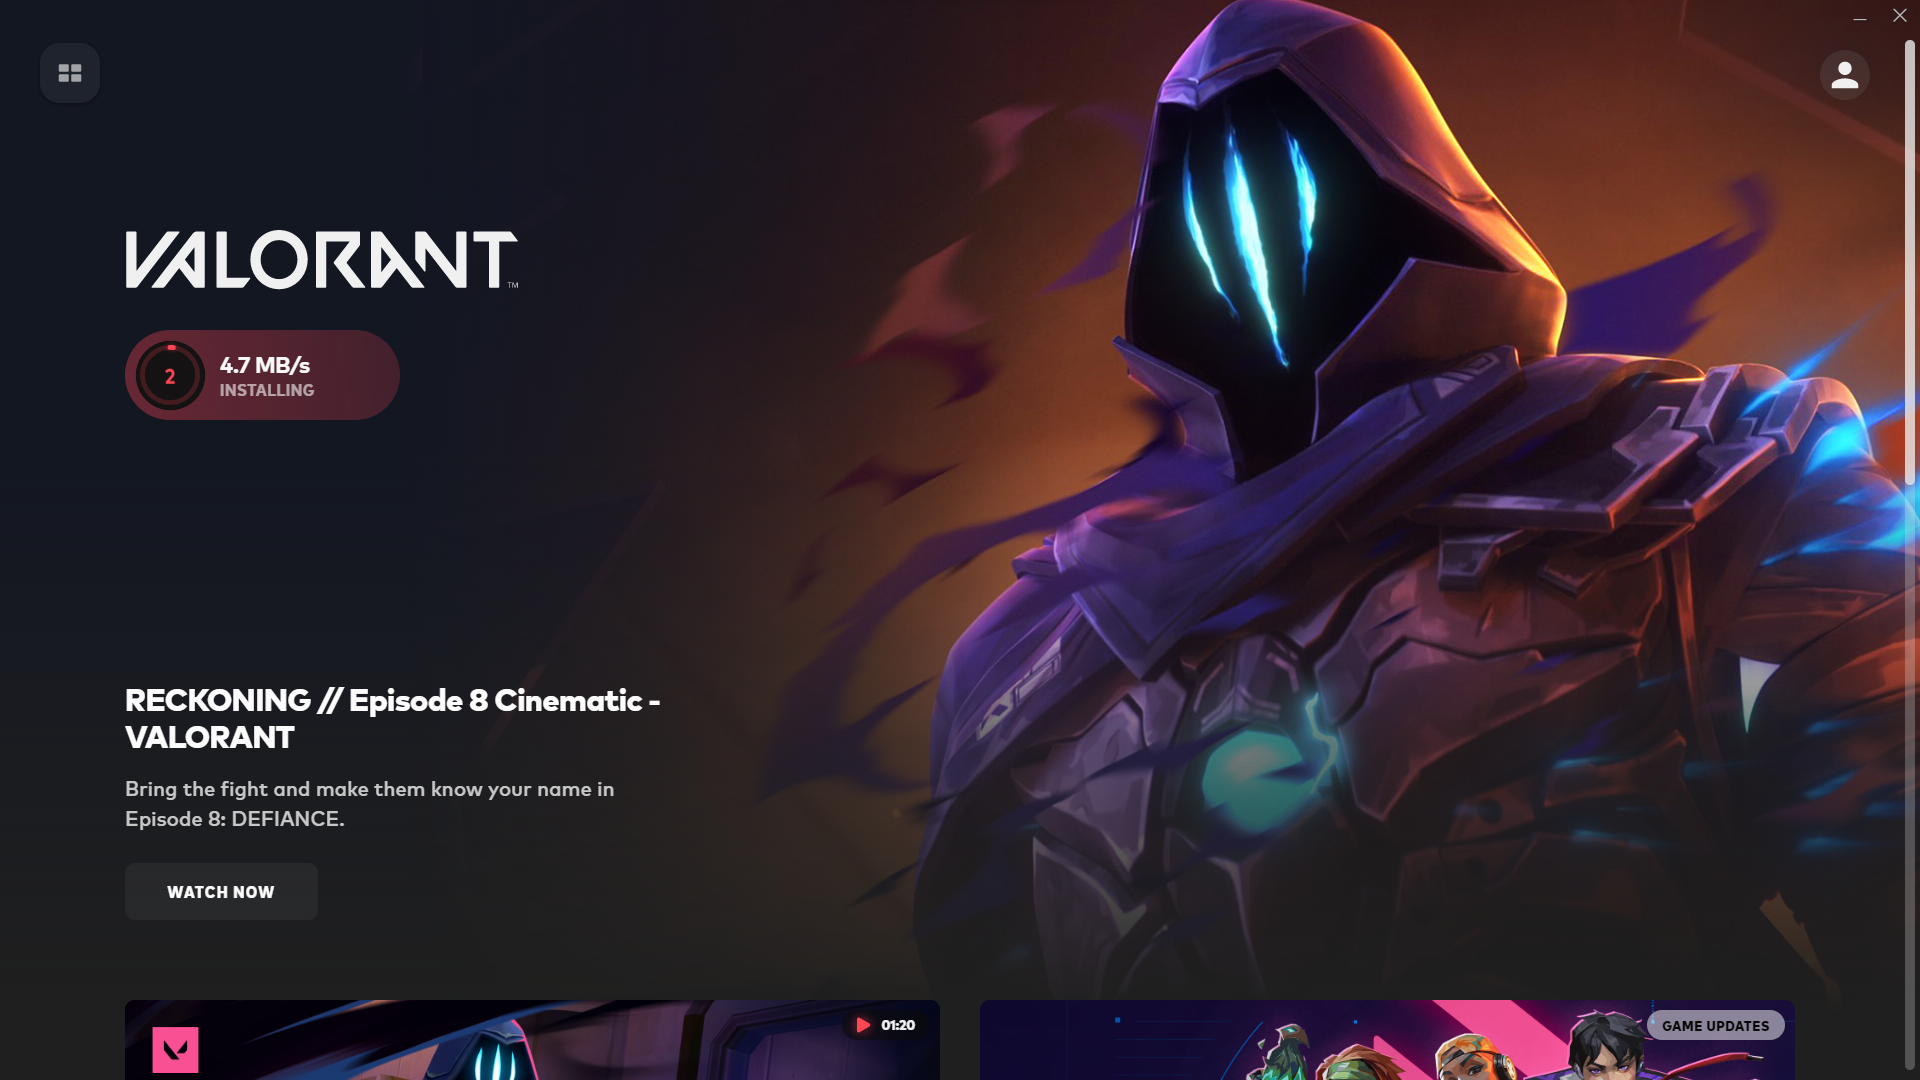 VALORANT™
2
4.7 MB/s
INSTALLING
RECKONING // Episode 8 Cinematic -
VALORANT
Bring the fight and make them know your name in
Episode 8: DEFIANCE.
WATCH NOW
01:20
GAME UPDATES